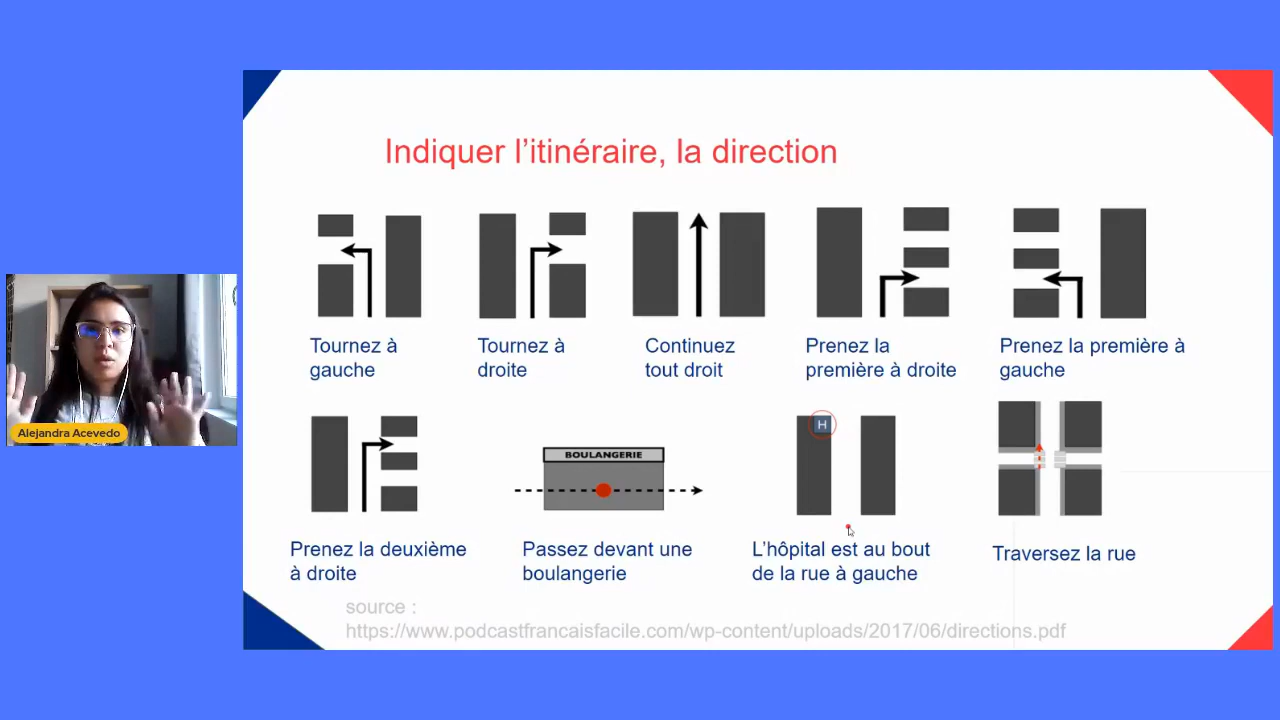 Indiquer l’itinéraire, la direction
Tournez à
gauche
Tournez à
droite
Continuez
tout droit
Prenez la
première à droite
Prenez la première à
gauche
Alejandra Acevedo
Prenez la deuxième
à droite
BOULANGERIE
Passez devant une
boulangerie
H
L’hôpital est au bout
de la rue à gauche
Traversez la rue
source :
https://www.podcastfrancaisfacile.com/wp-content/uploads/2017/06/directions.pdf